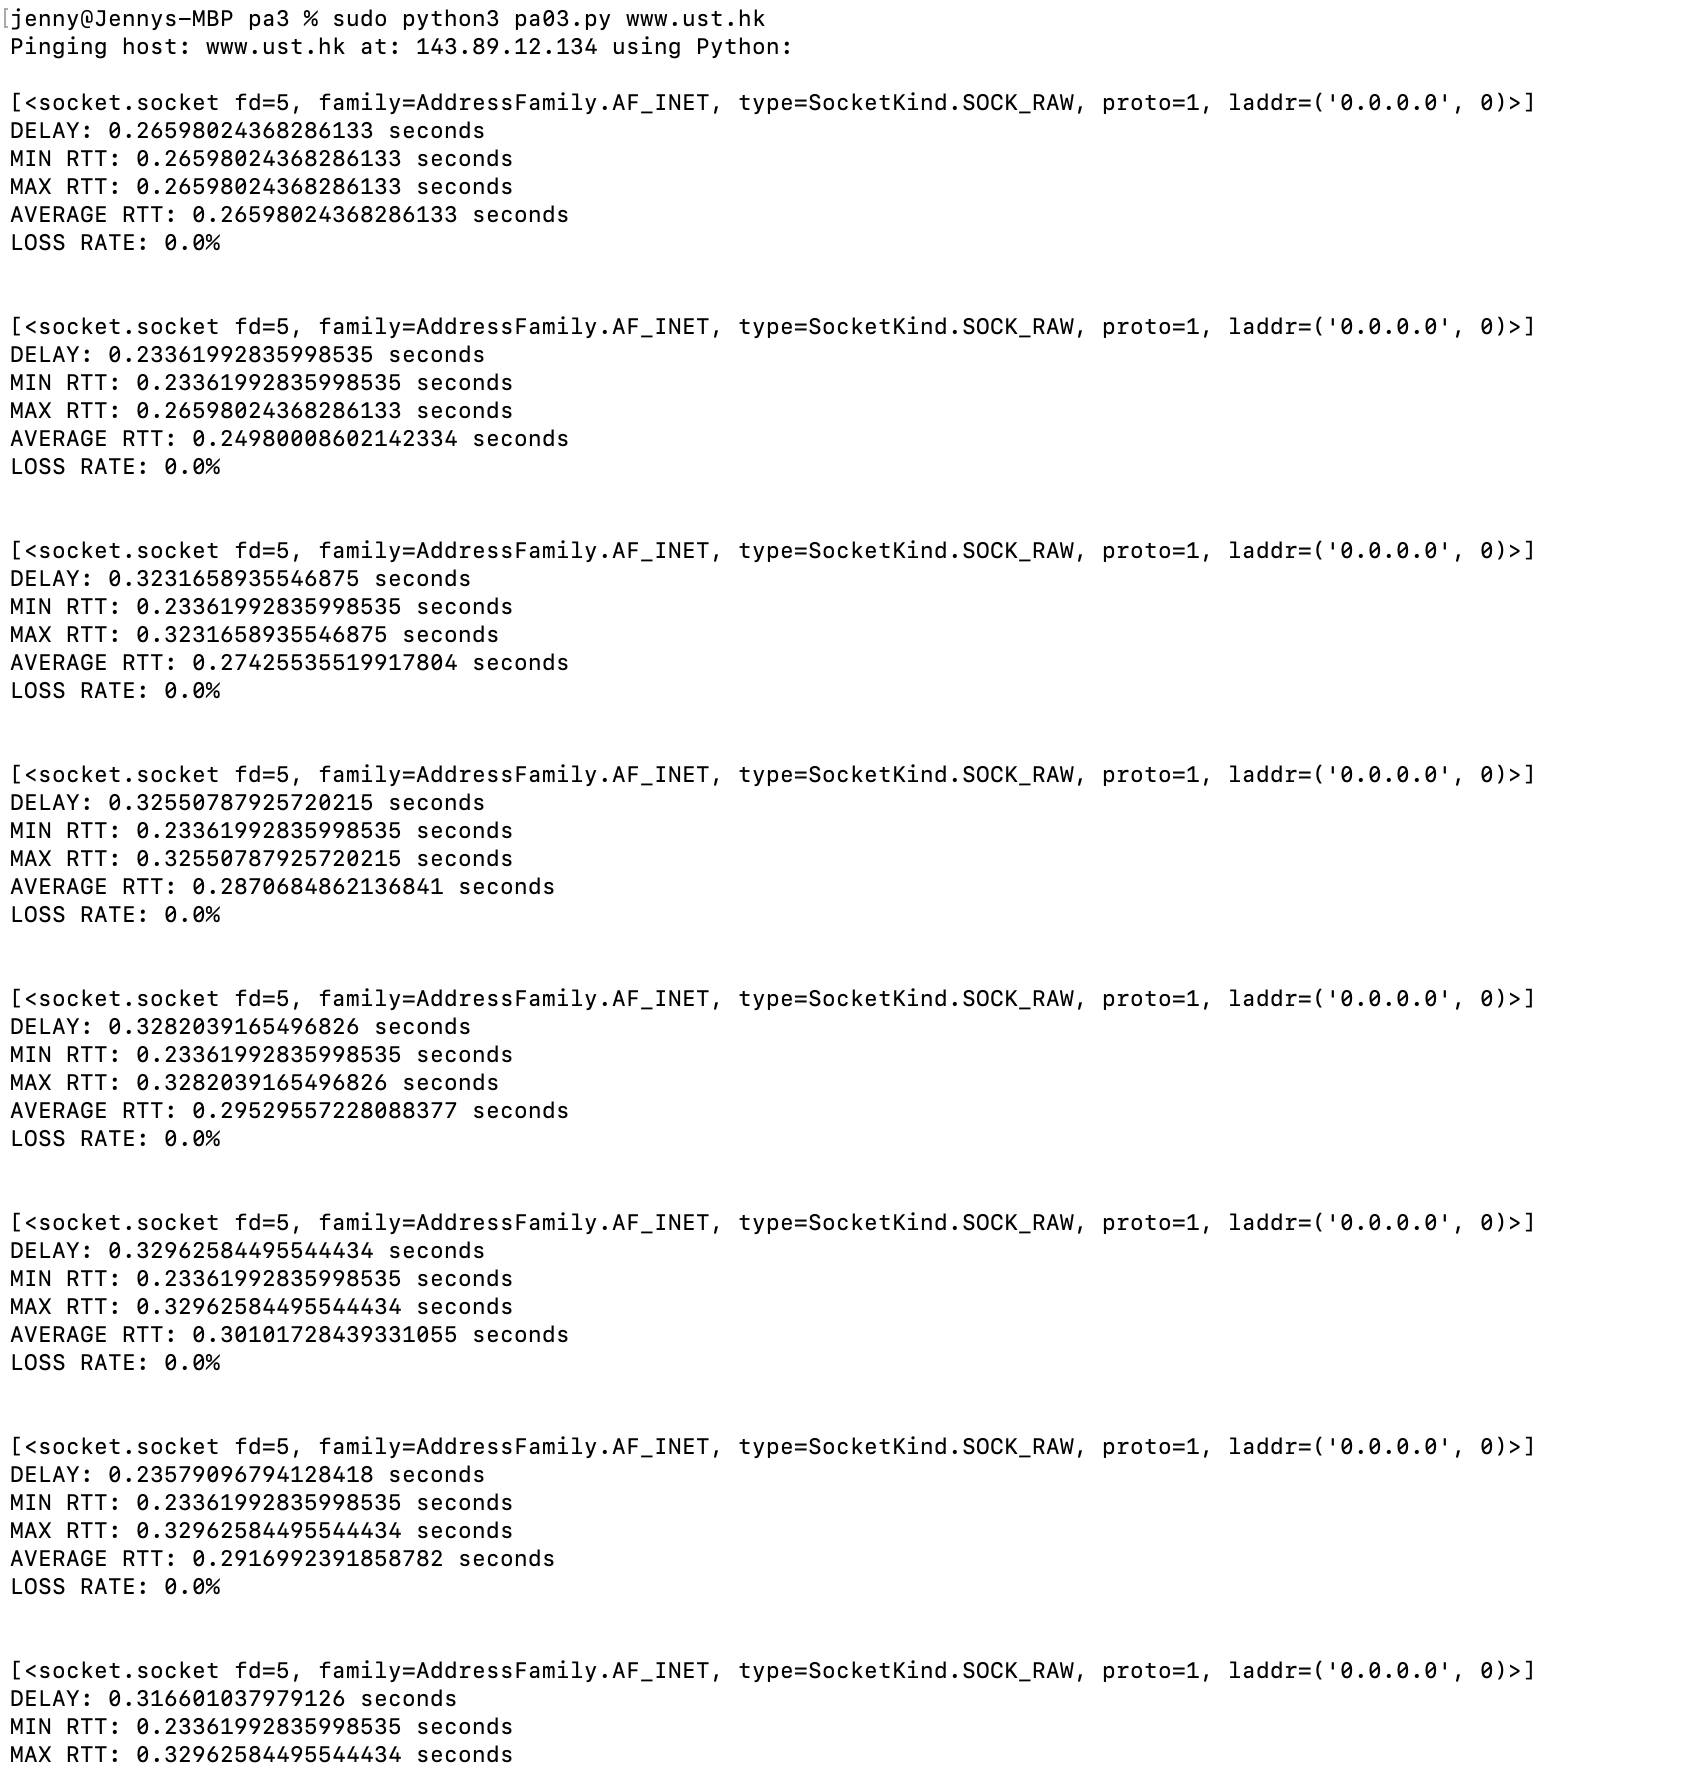 [jenny@Jennys-MBP pa3 % sudo python3 pa03.py www.ust.hk
Pinging host: www.ust.hk at: 143.89.12.134 using Python:
[<socket.socket fd=5, family=AddressFamily.AF_INET, type=SocketKind.SOCK_RAW, proto=1, laddr=('0.0.0.0', 0)>]
DELAY: 0.26598024368286133 seconds
MIN RTT: 0.26598024368286133 seconds
MAX RTT: 0.26598024368286133 seconds
AVERAGE RTT: 0.26598024368286133 seconds
LOSS RATE: 0.0%
[<socket.socket fd=5, family=AddressFamily.AF_INET, type=SocketKind.SOCK_RAW, proto=1, laddr=('0.0.0.0', 0)>]
DELAY: 0.23361992835998535 seconds
MIN RTT: 0.23361992835998535 seconds
MAX RTT: 0.26598024368286133 seconds
AVERAGE RTT: 0.24980008602142334 seconds
LOSS RATE: 0.0%
[<socket.socket fd=5, family=AddressFamily.AF_INET, type=SocketKind.SOCK_RAW, proto=1, laddr=('0.0.0.0', 0)>]
DELAY: 0.3231658935546875 seconds
MIN RTT: 0.23361992835998535 seconds
MAX RTT: 0.3231658935546875 seconds
AVERAGE RTT: 0.27425535519917804 seconds
LOSS RATE: 0.0%
[<socket.socket fd=5, family=AddressFamily.AF_INET, type=SocketKind.SOCK_RAW, proto=1, laddr=('0.0.0.0', 0)>]
DELAY: 0.32550787925720215 seconds
MIN RTT: 0.23361992835998535 seconds
MAX RTT: 0.32550787925720215 seconds
AVERAGE RTT: 0.2870684862136841 seconds
LOSS RATE: 0.0%
[<socket.socket fd=5, family=AddressFamily.AF_INET, type=SocketKind.SOCK_RAW, proto=1, laddr=('0.0.0.0', 0)>]
DELAY: 0.3282039165496826 seconds
MIN RTT: 0.23361992835998535 seconds
MAX RTT: 0.3282039165496826 seconds
AVERAGE RTT: 0.29529557228088377 seconds
LOSS RATE: 0.0%
[<socket.socket fd=5, family=AddressFamily.AF_INET, type=SocketKind.SOCK_RAW, proto=1, laddr=('0.0.0.0', 0)>]
DELAY: 0.32962584495544434 seconds
MIN RTT: 0.23361992835998535 seconds
MAX RTT: 0.32962584495544434 seconds
AVERAGE RTT: 0.30101728439331055 seconds
LOSS RATE: 0.0%
[<socket.socket fd=5, family=AddressFamily.AF_INET, type=SocketKind.SOCK_RAW, proto=1, laddr=('0.0.0.0', 0)>]
DELAY: 0.23579096794128418 seconds
MIN RTT: 0.23361992835998535 seconds
MAX RTT: 0.32962584495544434 seconds
AVERAGE RTT: 0.2916992391858782 seconds
LOSS RATE: 0.0%
[<socket.socket fd=5, family=AddressFamily.AF_INET, type=SocketKind.SOCK_RAW, proto=1, laddr=('0.0.0.0', 0)>]
DELAY: 0.316601037979126 seconds
MIN RTT: 0.23361992835998535 seconds
MAX RTT: 0.32962584495544434 seconds